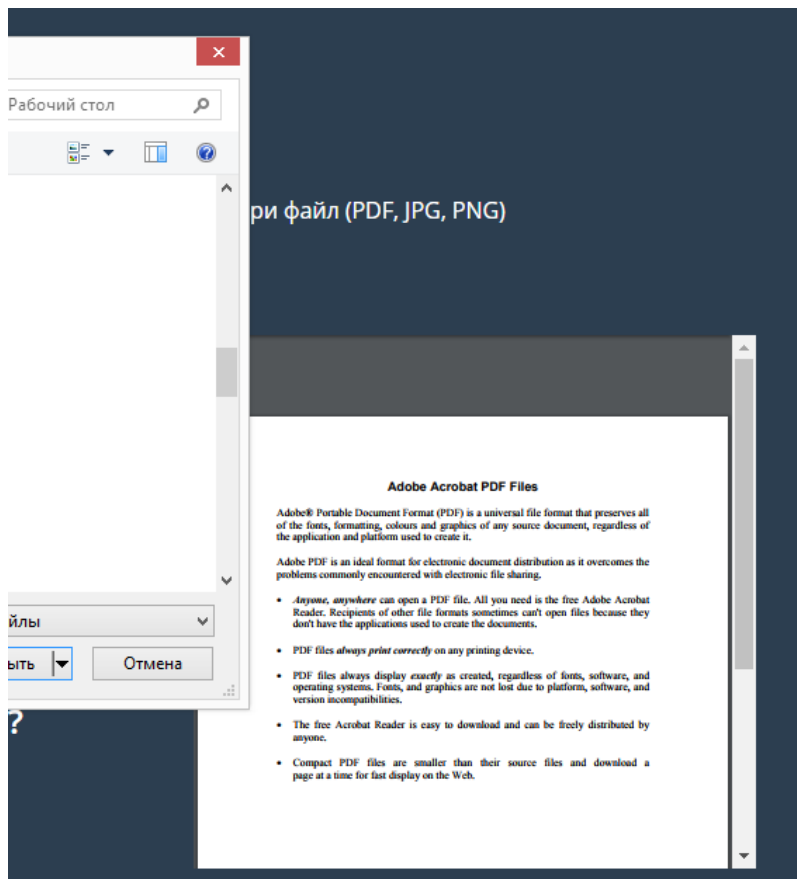 Рабочий стол
ри файл (PDF, JPG, PNG)
йлы
ыть
Отмена
?
Adobe Acrobat PDF Files
Adobe® Portable Document Format (PDF) is a universal file format that preserves all
of the fonts, formatting, colours and graphics of any source document, regardless of
the application and platform used to create it.
Adobe PDF is an ideal format for electronic document distribution as it overcomes the
problems commonly encountered with electronic file sharing.
• Anyone, anywhere can open a PDF file. All you need is the free Adobe Acrobat
Reader. Recipients of other file formats sometimes can't open files because they
don't have the applications used to create the documents.
• PDF files always print correctly on any printing device.
• PDF files always display exactly as created, regardless of fonts, software, and
operating systems. Fonts, and graphics are not lost due to platform, software, and
version incompatibilities.
• The free Acrobat Reader is easy to download and can be freely distributed by
anyone.
• Compact PDF files are smaller than their source files and download a
page at a time for fast display on the Web.